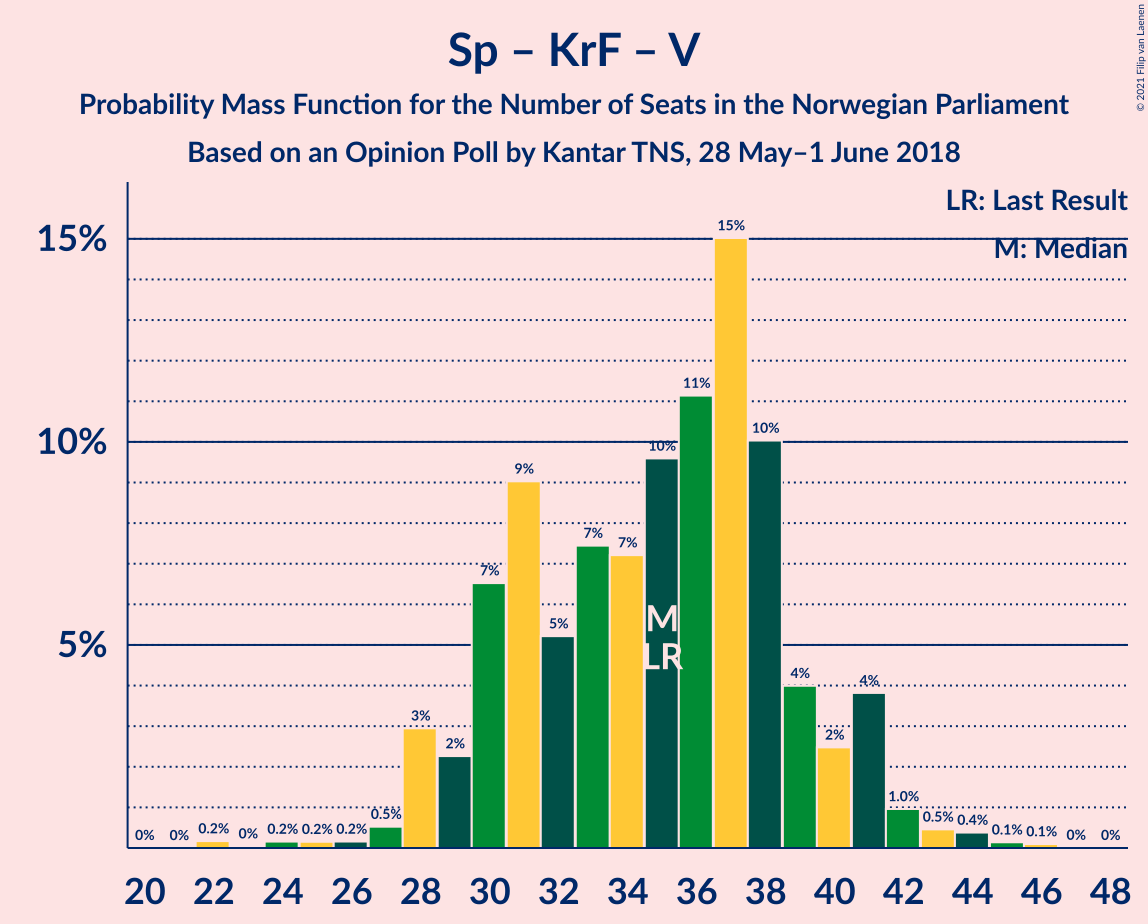 © 2021 Filip van Laenen
Sp – KrF – V
Probability Mass Function for the Number of Seats in the Norwegian Parliament
Based on an Opinion Poll by Kantar TNS, 28 May–1 June 2018
LR: Last Result
M: Median
15%
10%
5%
0% 0% 0.2% 0% 0.2% 0.2% 0.2% 0.5% 3% 2% 7% 9% 5% 7% 7% 10% 11% 15% 10% 4% 2% 4% 1.0% 0.5% 0.4% 0.1% 0.1% 0% 0%
M
LR
20 22 24 26 28 30 32 34 36 38 40 42 44 46 48